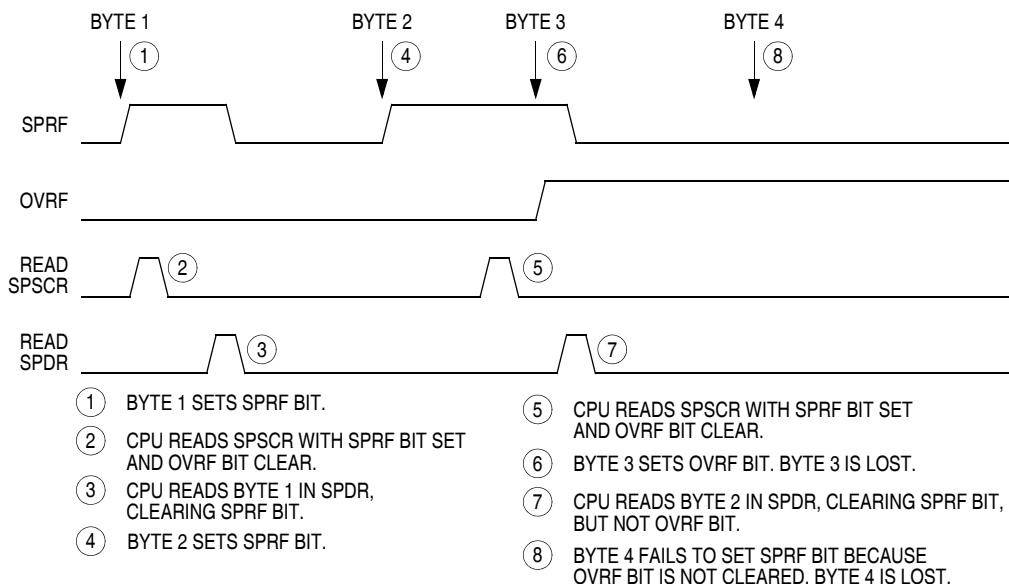 BYTE 1 BYTE 2 BYTE 3 BYTE 4
1 4 6 8
SPRF
OVRF
READ
SPSCR
2 5
READ
SPDR
3 7
1 BYTE 1 SETS SPRF BIT.
2 CPU READS SPSCR WITH SPRF BIT SET
AND OVRF BIT CLEAR.
3 CPU READS BYTE 1 IN SPDR,
CLEARING SPRF BIT.
4 BYTE 2 SETS SPRF BIT.
5 CPU READS SPSCR WITH SPRF BIT SET
AND OVRF BIT CLEAR.
6 BYTE 3 SETS OVRF BIT. BYTE 3 IS LOST.
7 CPU READS BYTE 2 IN SPDR, CLEARING SPRF BIT,
BUT NOT OVRF BIT.
8 BYTE 4 FAILS TO SET SPRF BIT BECAUSE
OVRF BIT IS NOT CLEARED. BYTE 4 IS LOST.